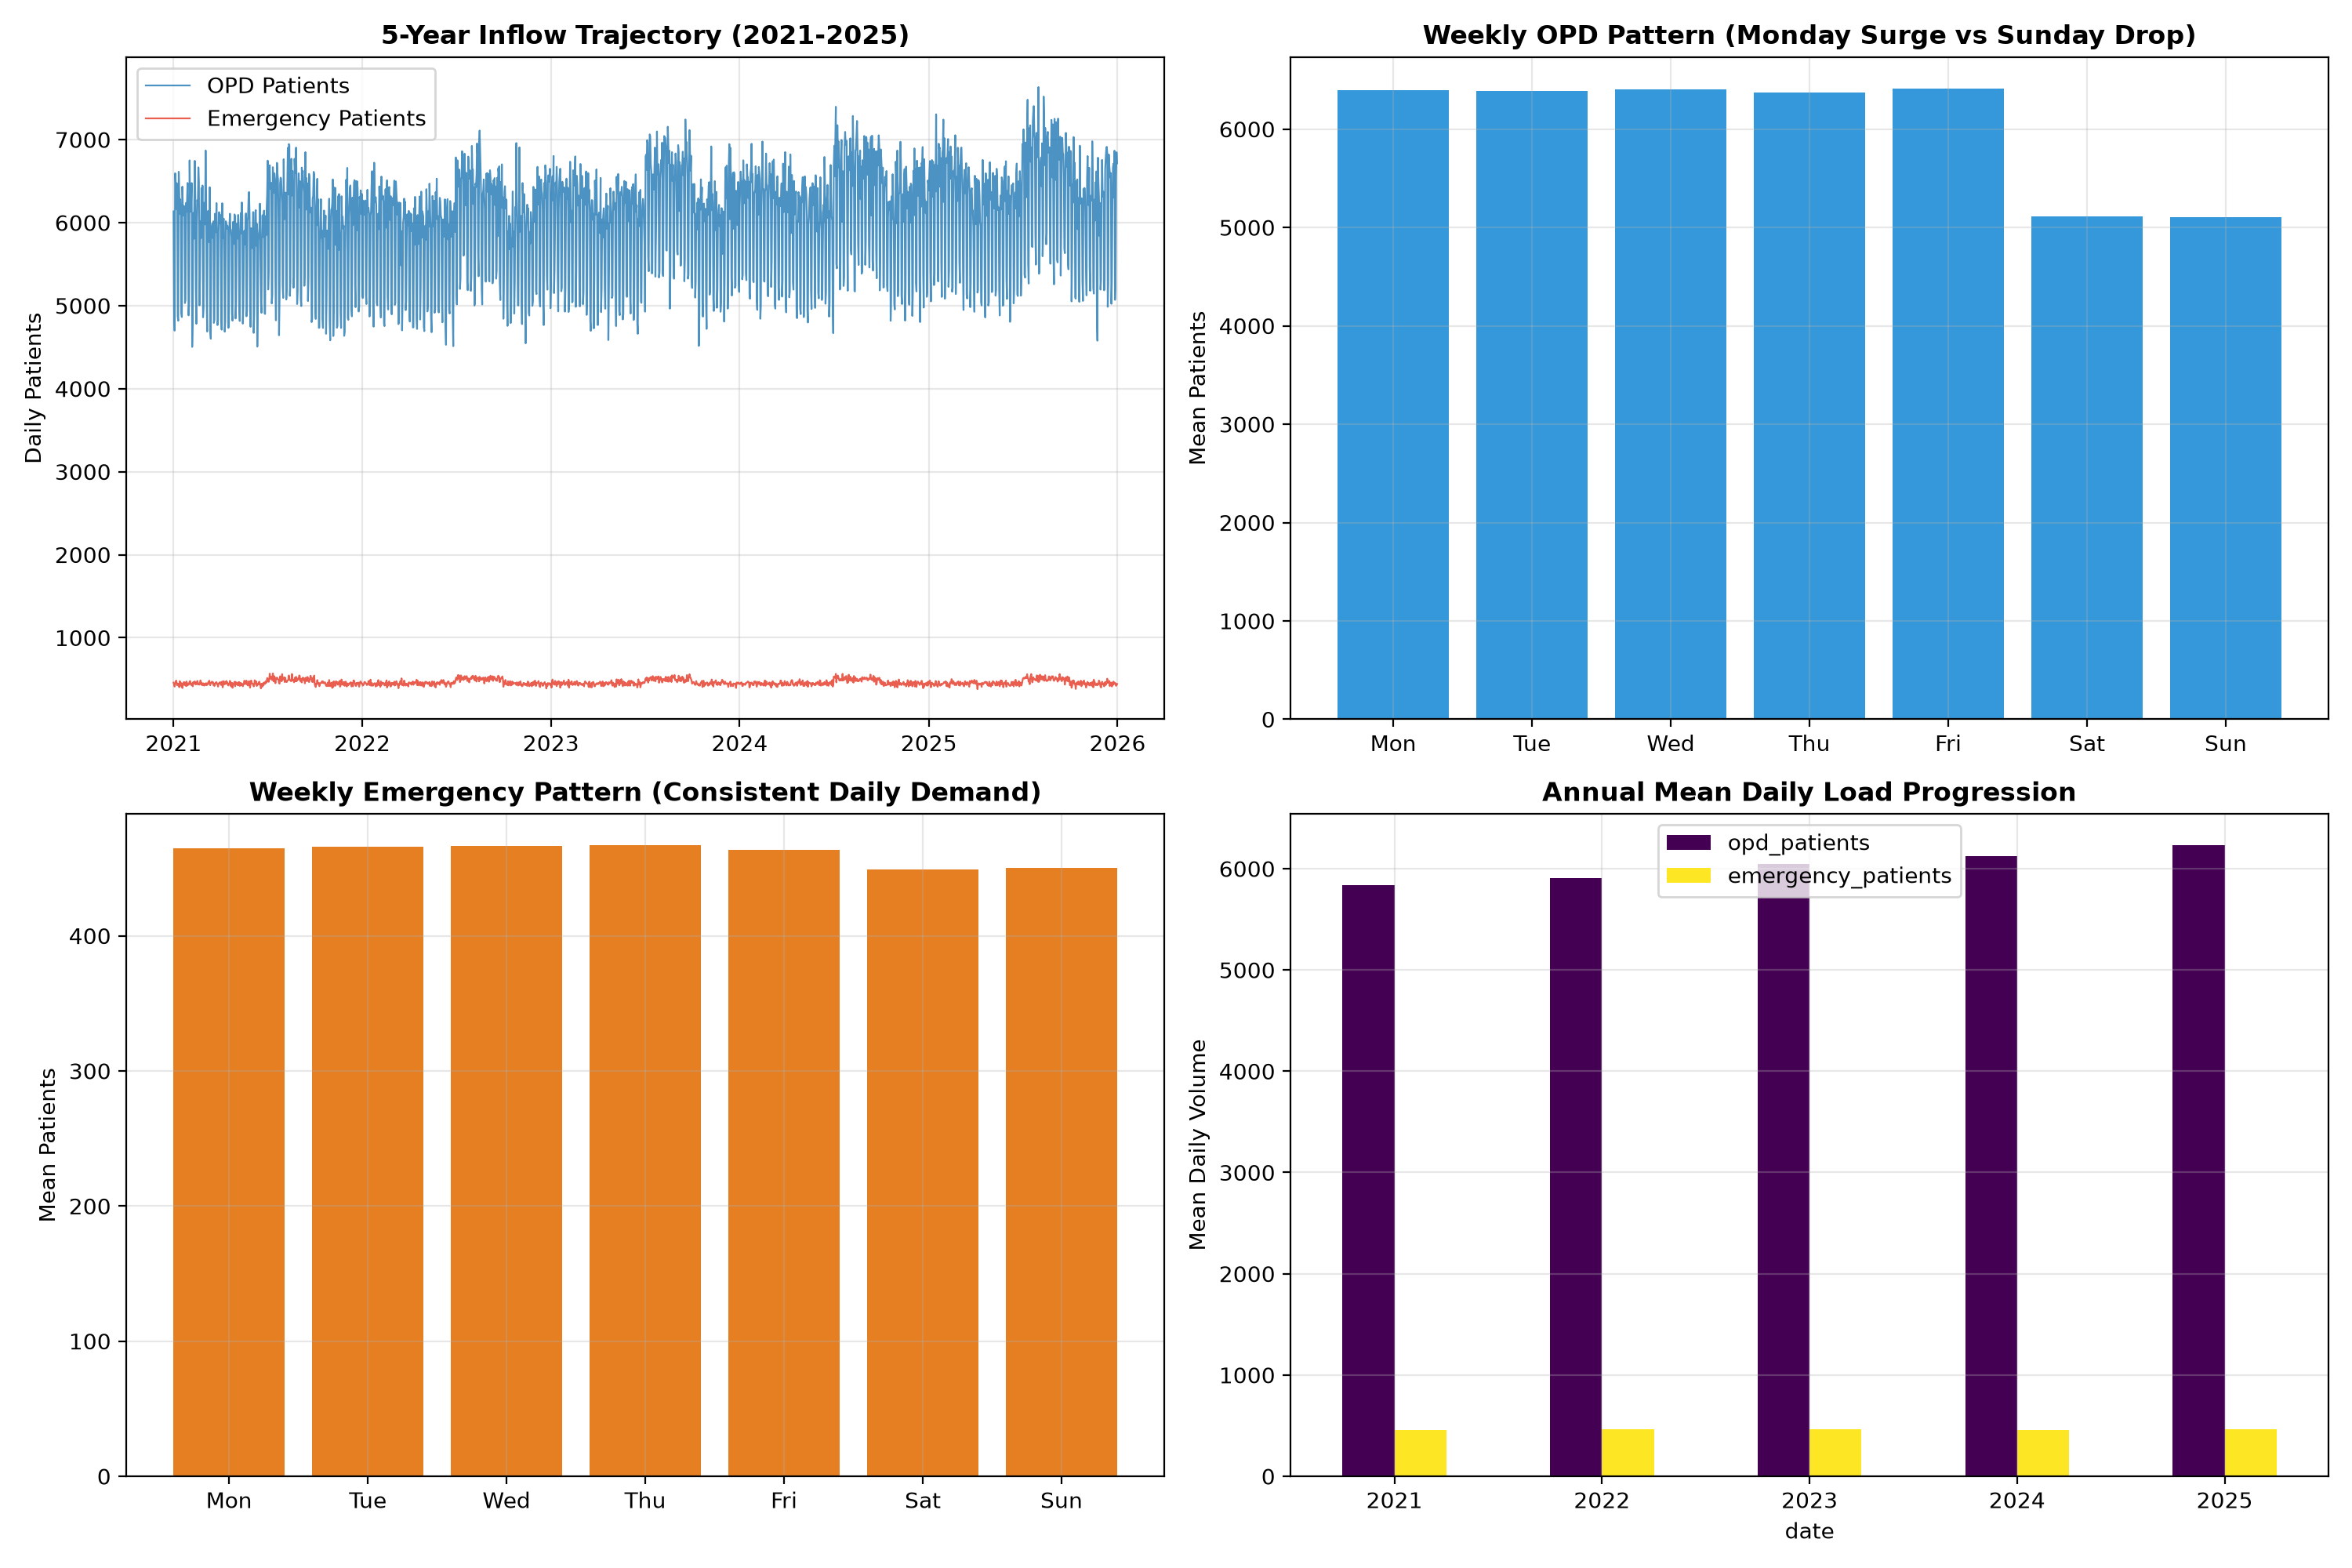 5-Year Inflow Trajectory (2021-2025)
OPD Patients
Emergency Patients
Daily Patients
7000
6000
5000
4000
3000
2000
1000
2021 2022 2023 2024 2025 2026
Weekly OPD Pattern (Monday Surge vs Sunday Drop)
Mean Patients
6000
5000
4000
3000
2000
1000
0
Mon Tue Wed Thu Fri Sat Sun
Weekly Emergency Pattern (Consistent Daily Demand)
Mean Patients
400
300
200
100
0
Mon Tue Wed Thu Fri Sat Sun
Annual Mean Daily Load Progression
opd_patients
emergency_patients
Mean Daily Volume
6000
5000
4000
3000
2000
1000
0
2021 2022 2023 2024 2025
date